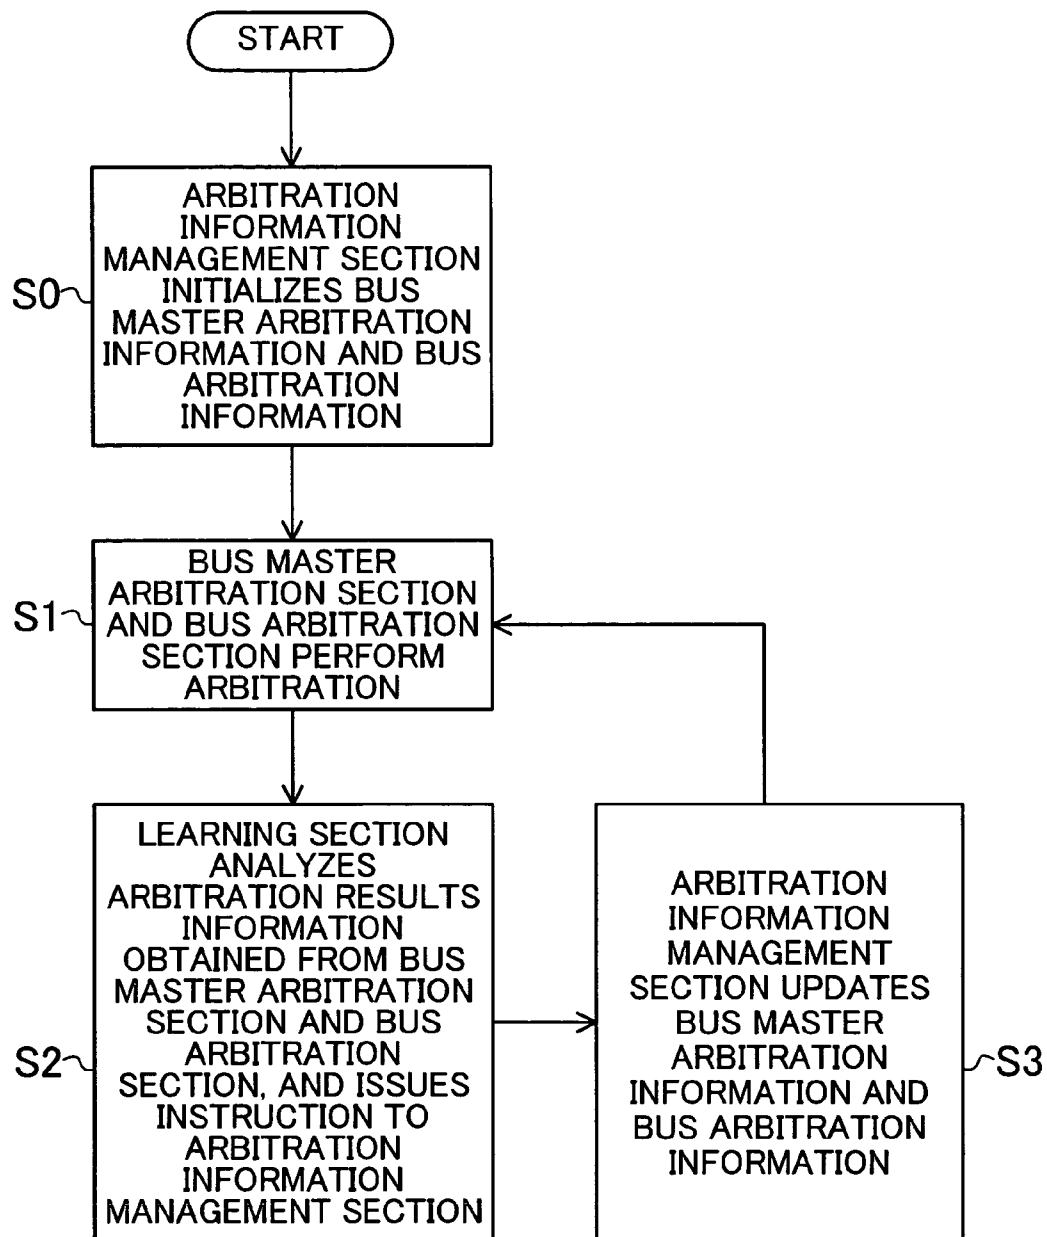 START
ARBITRATION
INFORMATION
MANAGEMENT SECTION
INITIALIZES BUS
MASTER ARBITRATION
INFORMATION AND BUS
ARBITRATION
INFORMATION
S0
BUS MASTER
ARBITRATION SECTION
AND BUS ARBITRATION
SECTION PERFORM
ARBITRATION
S1
LEARNING SECTION
ANALYZES
ARBITRATION RESULTS
INFORMATION
OBTAINED FROM BUS
MASTER ARBITRATION
SECTION AND BUS
ARBITRATION
SECTION, AND ISSUES
INSTRUCTION TO
ARBITRATION
INFORMATION
MANAGEMENT SECTION
S2
ARBITRATION
INFORMATION
MANAGEMENT
SECTION UPDATES
BUS MASTER
ARBITRATION
INFORMATION AND
BUS ARBITRATION
INFORMATION
S3